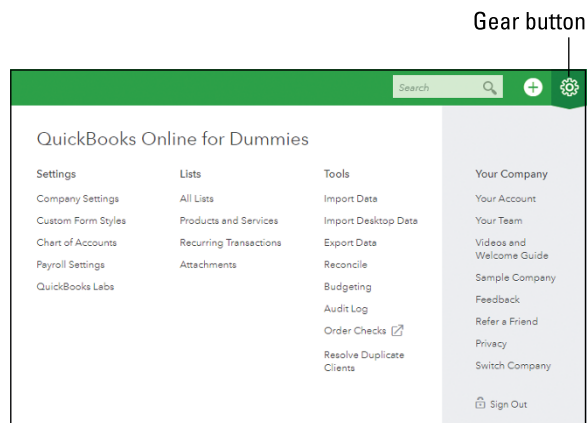 Gear button
Search
QuickBooks Online for Dummies
Settings
Company Settings
Custom Form Styles
Chart of Accounts
Payroll Settings
QuickBooks Labs
Lists
All Lists
Products and Services
Recurring Transactions
Attachments
Tools
Import Data
Import Desktop Data
Export Data
Reconcile
Budgeting
Audit Log
Order Checks
Resolve Duplicate
Clients
Your Company
Your Account
Your Team
Videos and
Welcome Guide
Sample Company
Feedback
Refer a Friend
Privacy
Switch Company
Sign Out